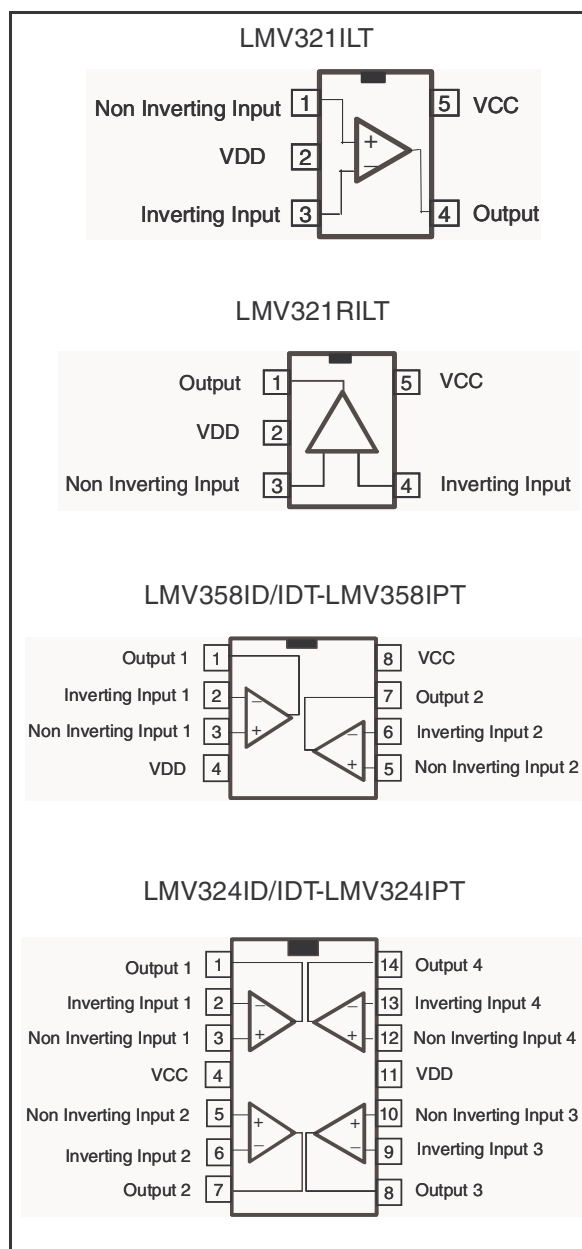 LMV321ILT
Non Inverting Input 1 5 VCC
+
VDD 2
−
Inverting Input 3 4 Output
LMV321RILT
Output 1 5 VCC
VDD 2
Non Inverting Input 3 4 Inverting Input
LMV358ID/IDT-LMV358IPT
Output 1 1 8 VCC
Inverting Input 1 2 − 7 Output 2
Non Inverting Input 1 3 + − 6 Inverting Input 2
VDD 4 + 5 Non Inverting Input 2
LMV324ID/IDT-LMV324IPT
Output 1 1 14 Output 4
Inverting Input 1 2 − − 13 Inverting Input 4
Non Inverting Input 1 3 + + 12 Non Inverting Input 4
VCC 4 11 VDD
Non Inverting Input 2 5 + + 10 Non Inverting Input 3
Inverting Input 2 6 − − 9 Inverting Input 3
Output 2 7 8 Output 3